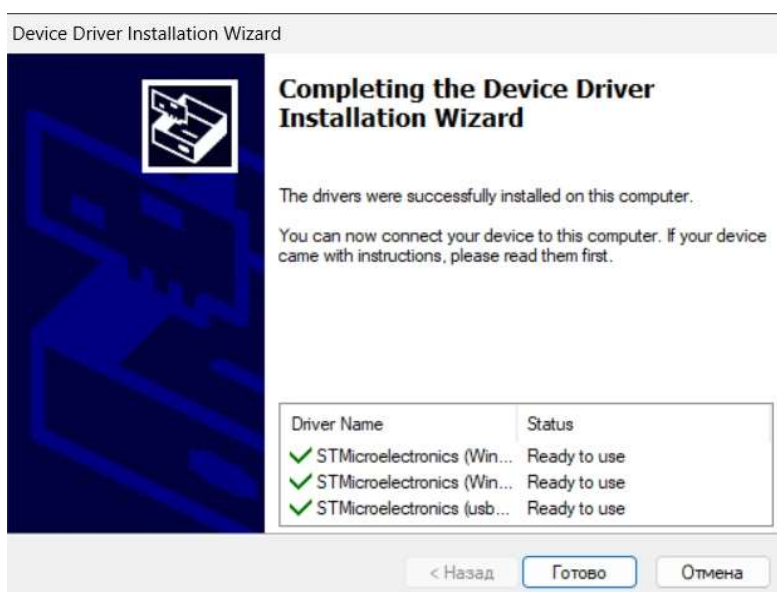 Device Driver Installation Wizard
Completing the Device Driver
Installation Wizard
The drivers were successfully installed on this computer.
You can now connect your device to this computer. If your device
came with instructions, please read them first.
Driver Name Status
STMicroelectronics (Win... Ready to use
STMicroelectronics (Win... Ready to use
STMicroelectronics (usb... Ready to use
< Назад Готово Отмена